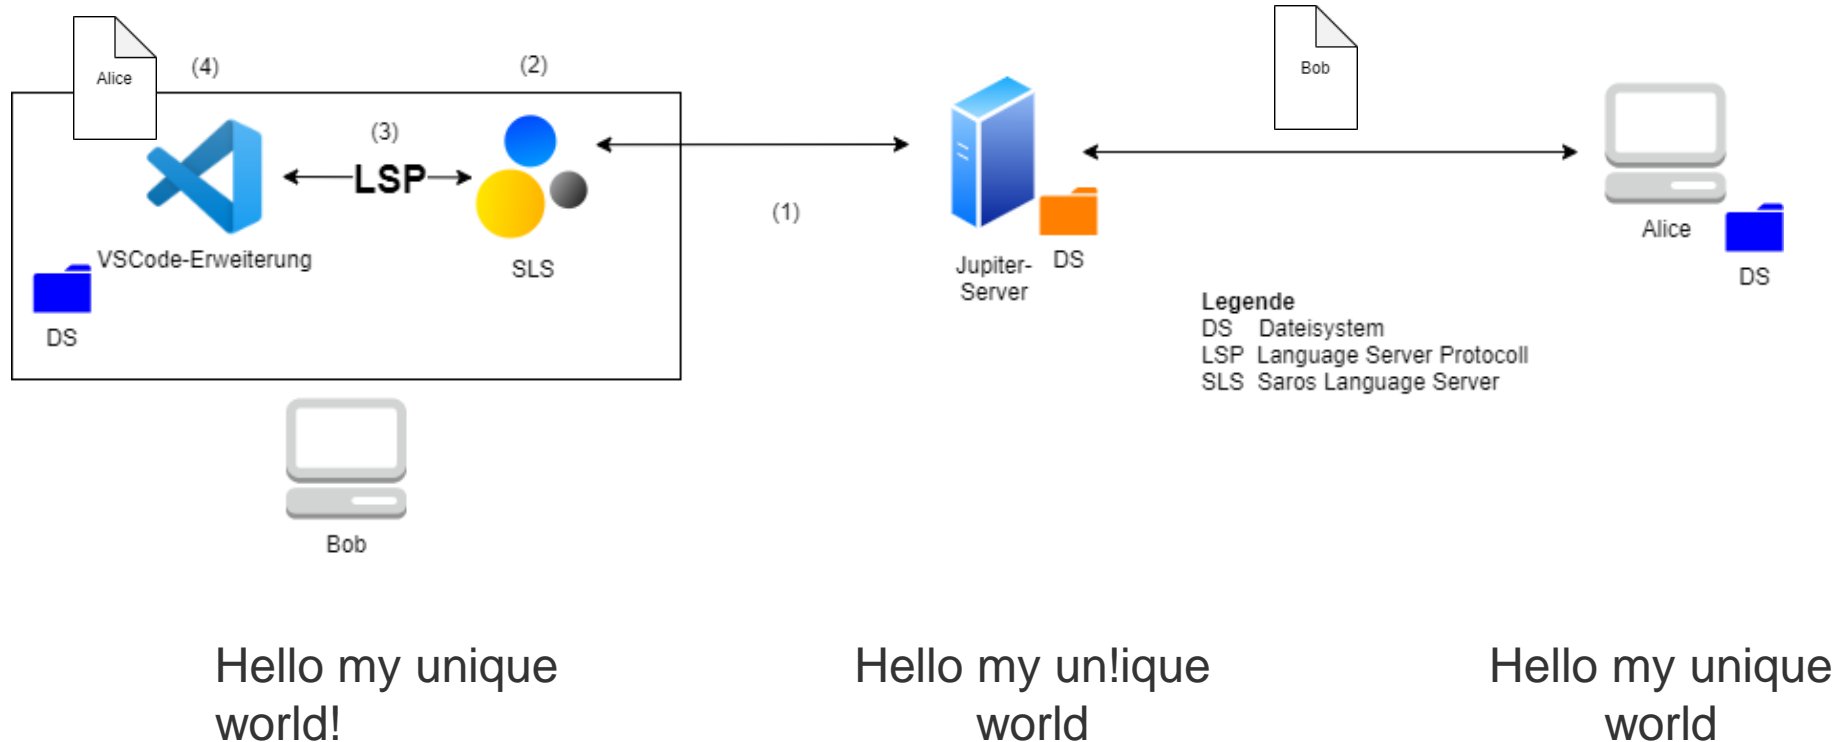 Alice
(4)
(2)
Bob
(3)
LSP
(1)
VSCode-Erweiterung
SLS
DS
Jupiter-
Server
DS
Alice
DS
Legende
DS Dateisystem
LSP Language Server Protocoll
SLS Saros Language Server
Bob
Hello my unique
world!
Hello my un!ique
world
Hello my unique
world